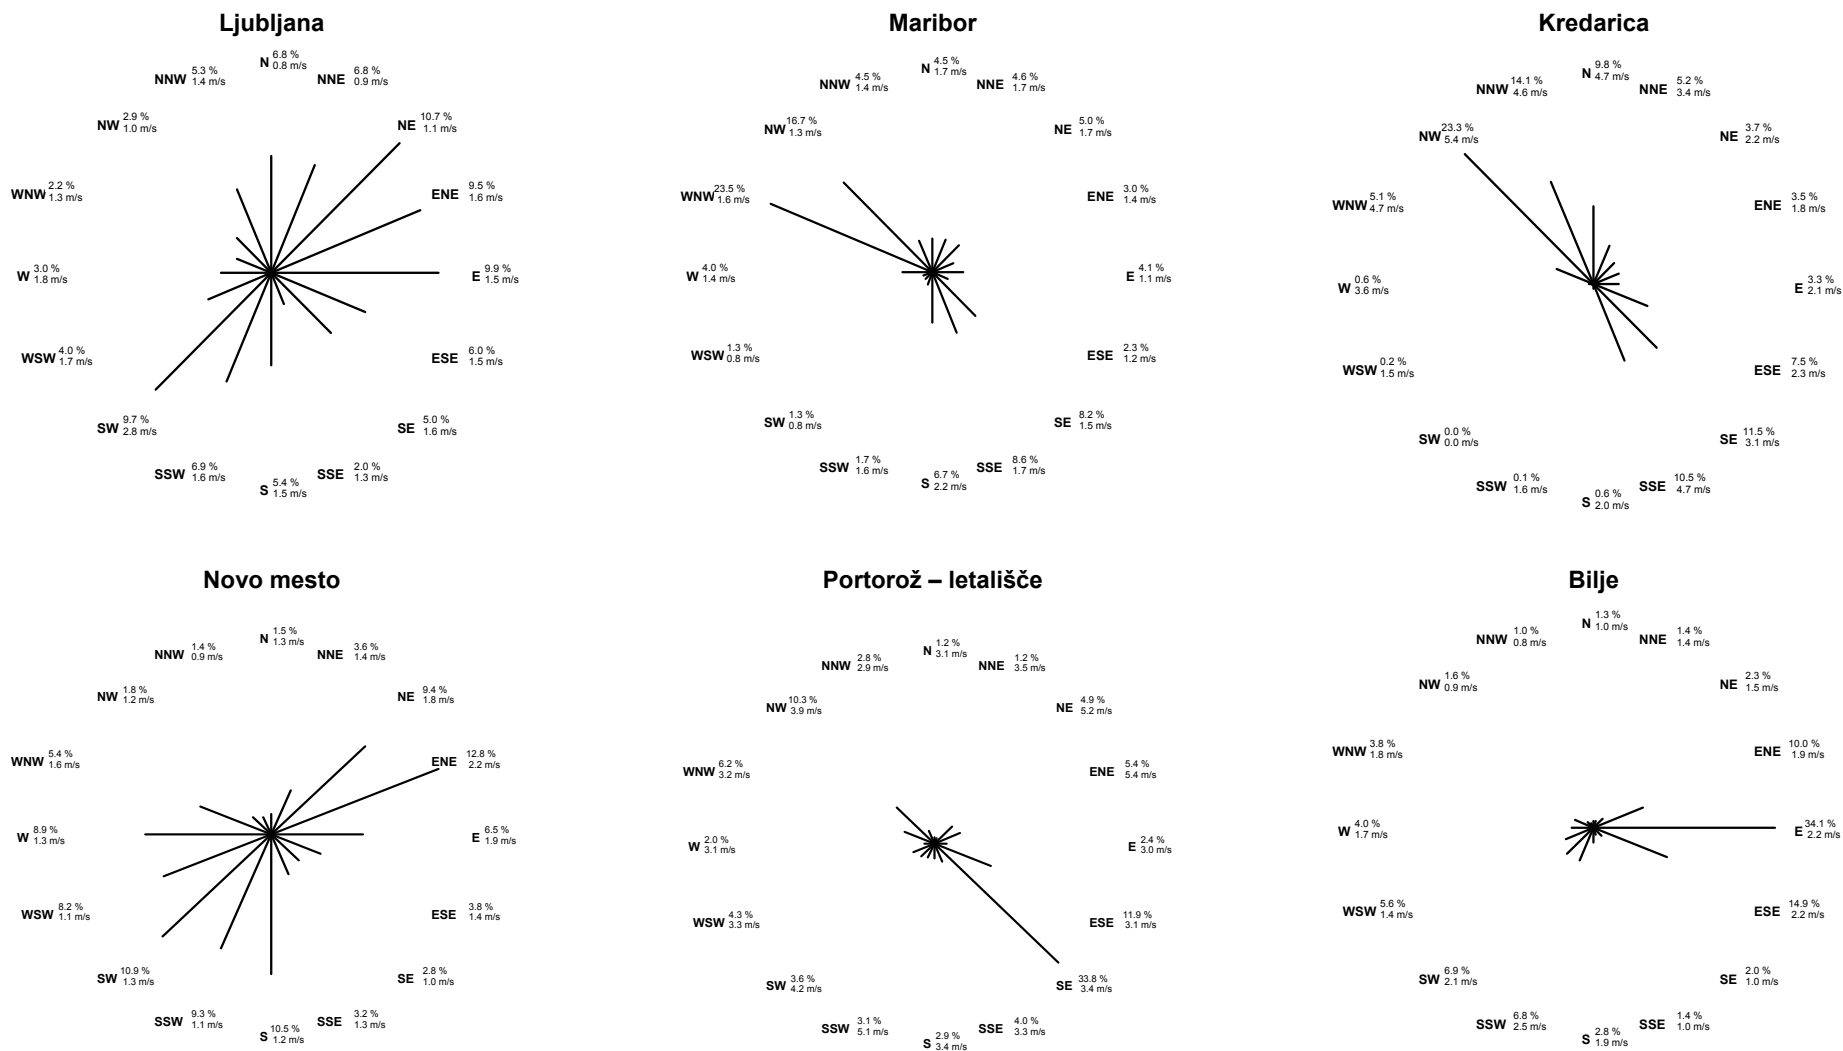 Ljubljana
N 6.8 %
0.8 m/s
NNE 6.8 %
0.9 m/s
NE 10.7 %
1.1 m/s
ENE 9.5 %
1.6 m/s
E 9.9 %
1.5 m/s
ESE 6.0 %
1.5 m/s
SE 5.0 %
1.6 m/s
SSE 2.0 %
1.3 m/s
S 5.4 %
1.5 m/s
SSW 6.9 %
1.6 m/s
SW 9.7 %
2.8 m/s
WSW 4.0 %
1.7 m/s
W 3.0 %
1.8 m/s
WNW 2.2 %
1.3 m/s
NW 2.9 %
1.0 m/s
NNW 5.3 %
1.4 m/s
Maribor
N 4.5 %
1.7 m/s
NNE 4.6 %
1.7 m/s
NE 5.0 %
1.7 m/s
ENE 3.0 %
1.4 m/s
E 4.1 %
1.1 m/s
ESE 2.3 %
1.2 m/s
SE 8.2 %
1.5 m/s
SSE 8.6 %
1.7 m/s
S 6.7 %
2.2 m/s
SSW 1.7 %
1.6 m/s
SW 1.3 %
0.8 m/s
WSW 1.3 %
0.8 m/s
W 4.0 %
1.4 m/s
WNW 23.5 %
1.6 m/s
NW 16.7 %
1.3 m/s
NNW 4.5 %
1.4 m/s
Kredarica
N 9.8 %
4.7 m/s
NNE 5.2 %
3.4 m/s
NE 3.7 %
2.2 m/s
ENE 3.5 %
1.8 m/s
E 3.3 %
2.1 m/s
ESE 7.5 %
2.3 m/s
SE 11.5 %
3.1 m/s
SSE 10.5 %
4.7 m/s
S 0.6 %
2.0 m/s
SSW 0.1 %
1.6 m/s
SW 0.0 %
0.0 m/s
WSW 0.2 %
1.5 m/s
W 0.6 %
3.6 m/s
WNW 5.1 %
4.7 m/s
NW 23.3 %
5.4 m/s
NNW 14.1 %
4.6 m/s
Novo mesto
N 1.5 %
1.3 m/s
NNE 3.6 %
1.4 m/s
NE 9.4 %
1.8 m/s
ENE 12.8 %
2.2 m/s
E 6.5 %
1.9 m/s
ESE 3.8 %
1.4 m/s
SE 2.8 %
1.0 m/s
SSE 3.2 %
1.3 m/s
S 10.5 %
1.2 m/s
SSW 9.3 %
1.1 m/s
SW 10.9 %
1.3 m/s
WSW 8.2 %
1.1 m/s
W 8.9 %
1.3 m/s
WNW 5.4 %
1.6 m/s
NW 1.8 %
1.2 m/s
NNW 1.4 %
0.9 m/s
Portorož – letališče
N 1.2 %
3.1 m/s
NNE 1.2 %
3.5 m/s
NE 4.9 %
5.2 m/s
ENE 5.4 %
5.4 m/s
E 2.4 %
3.0 m/s
ESE 11.9 %
3.1 m/s
SE 33.8 %
3.4 m/s
SSE 4.0 %
3.3 m/s
S 2.9 %
3.4 m/s
SSW 3.1 %
5.1 m/s
SW 3.6 %
4.2 m/s
WSW 4.3 %
3.3 m/s
W 2.0 %
3.1 m/s
WNW 6.2 %
3.2 m/s
NW 10.3 %
3.9 m/s
NNW 2.8 %
2.9 m/s
Bilje
N 1.3 %
1.0 m/s
NNE 1.4 %
1.4 m/s
NE 2.3 %
1.5 m/s
ENE 10.0 %
1.9 m/s
E 34.1 %
2.2 m/s
ESE 14.9 %
2.2 m/s
SE 2.0 %
1.0 m/s
SSE 1.4 %
1.0 m/s
S 2.8 %
1.9 m/s
SSW 6.8 %
2.5 m/s
SW 6.9 %
2.1 m/s
WSW 5.6 %
1.4 m/s
W 4.0 %
1.7 m/s
WNW 3.8 %
1.8 m/s
NW 1.6 %
0.9 m/s
NNW 1.0 %
0.8 m/s